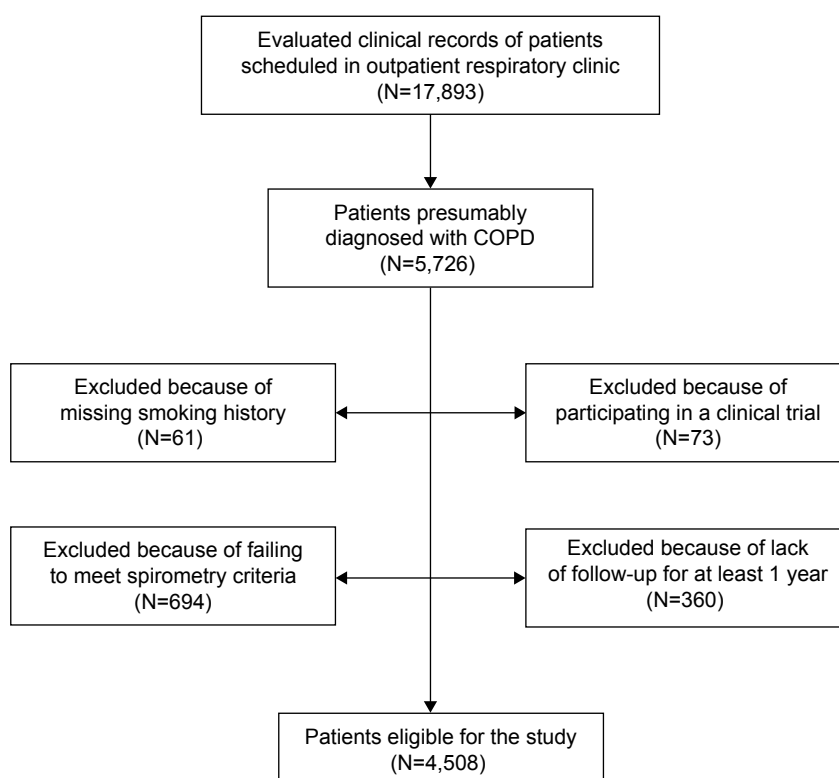 Evaluated clinical records of patients
scheduled in outpatient respiratory clinic
(N=17,893)
Patients presumably
diagnosed with COPD
(N=5,726)
Excluded because of
missing smoking history
(N=61)
Excluded because of
participating in a clinical trial
(N=73)
Excluded because of failing
to meet spirometry criteria
(N=694)
Excluded because of lack
of follow-up for at least 1 year
(N=360)
Patients eligible for the study
(N=4,508)